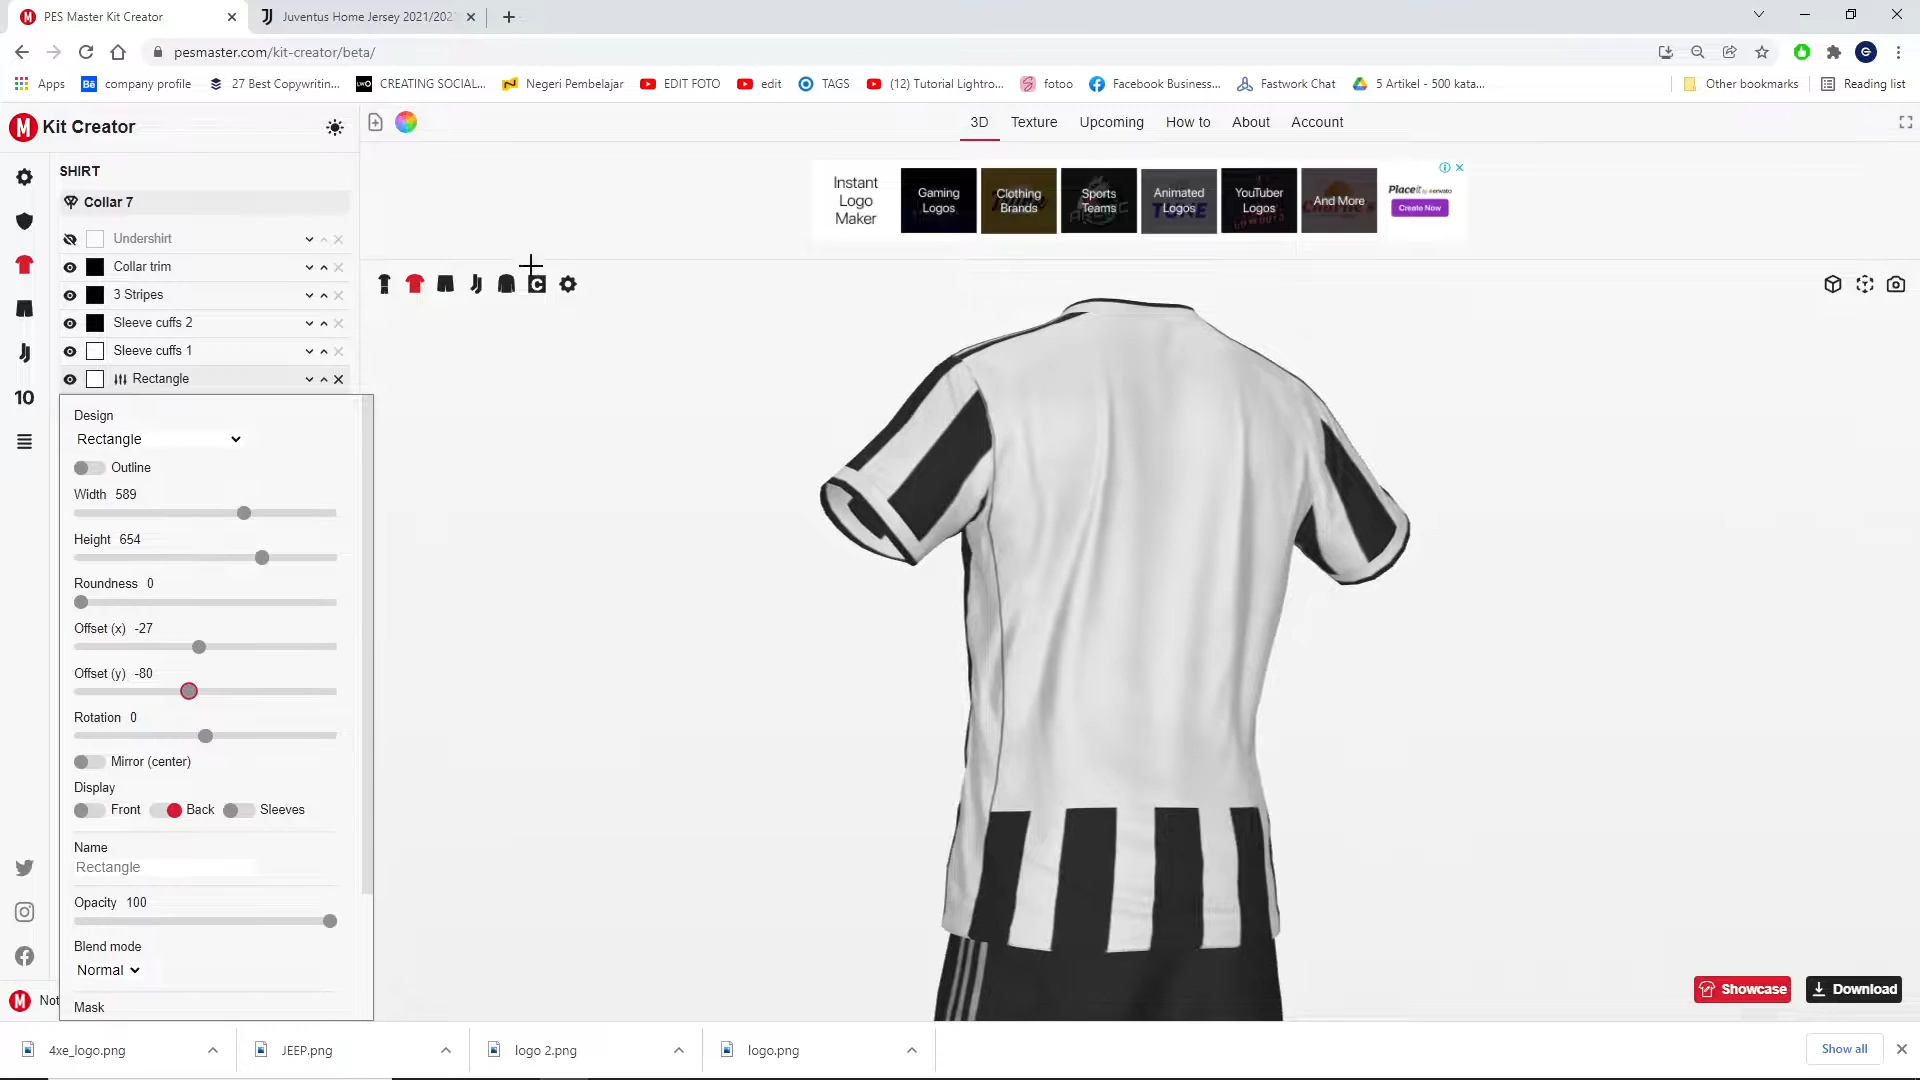 PES Master Kit Creator
Juventus Home Jersey 2021/202
pesmaster.com/kit-creator/beta/
Apps
Bē company profile
27 Best Copywritin...
LWO CREATING SOCIAL...
Negeri Pembelajar
EDIT FOTO
edit
TAGS
(12) Tutorial Lightro...
fotoo
Facebook Business...
Fastwork Chat
5 Artikel - 500 kata...
Other bookmarks
Reading list
M Kit Creator
3D
Texture
Upcoming
How to
About
Account
Instant
Logo
Maker
Gaming
Logos
Clothing
Brands
Sports
Teams
Animated
Logos
YouTuber
Logos
And More
Placeit by envato
Create Now
SHIRT
Collar 7
Undershirt
Collar trim
3 Stripes
Sleeve cuffs 2
Sleeve cuffs 1
Rectangle
10
C
Design
Rectangle
Outline
Width 589
Height 654
Roundness 0
Offset (x) -27
Offset (y) -80
Rotation 0
Mirror (center)
Display
Front
Back
Sleeves
Name
Rectangle
Opacity 100
Blend mode
Normal
Mask
M Not
Showcase
Download
4xe_logo.png
JEEP.png
logo 2.png
logo.png
Show all